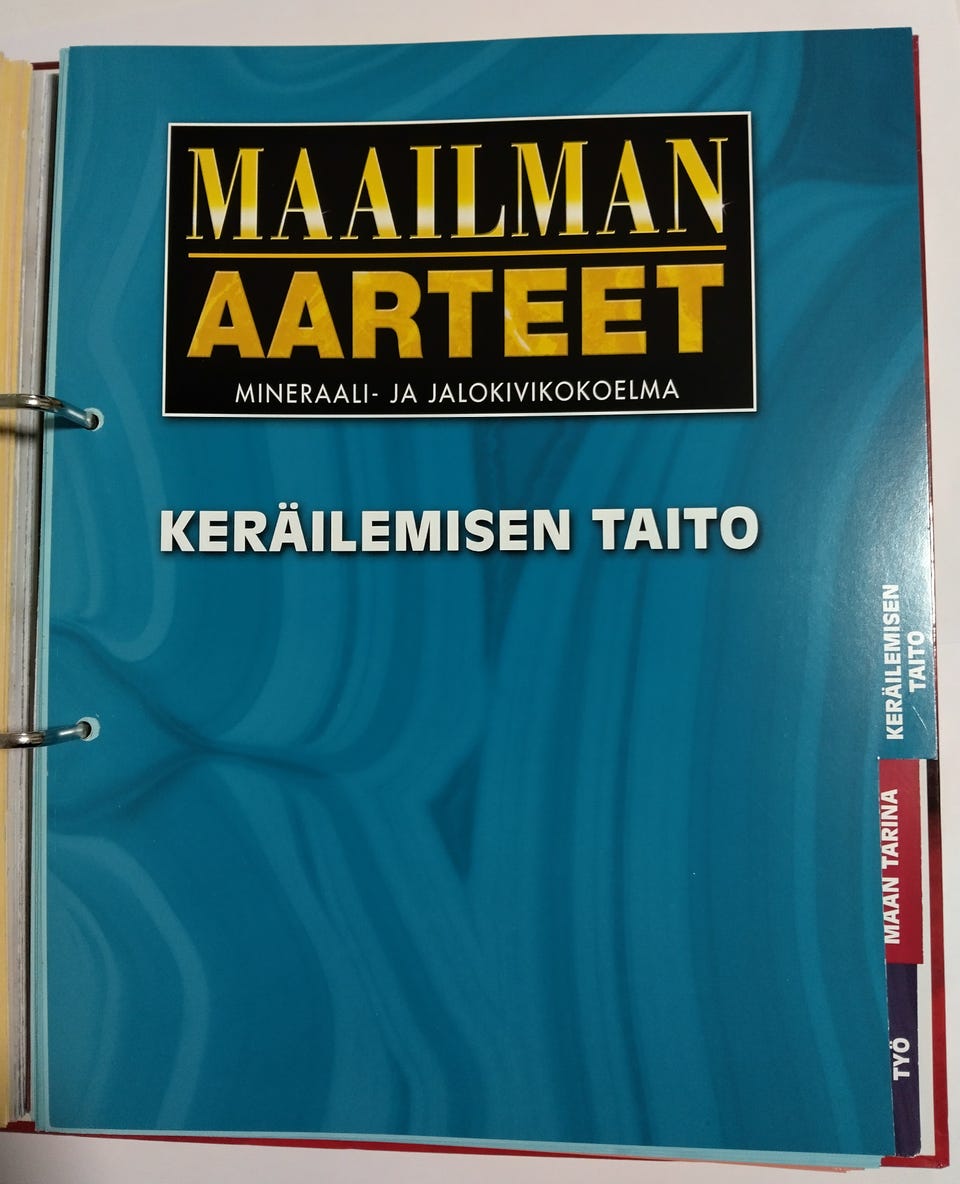 MAAILMAN
AARTEET
MINERAALI- JA JALOKIVIKOKOELMA
KERÄILEMISEN TAITO
KERÄILEMISEN
TAITO
MAAN TARINA
TYÖ